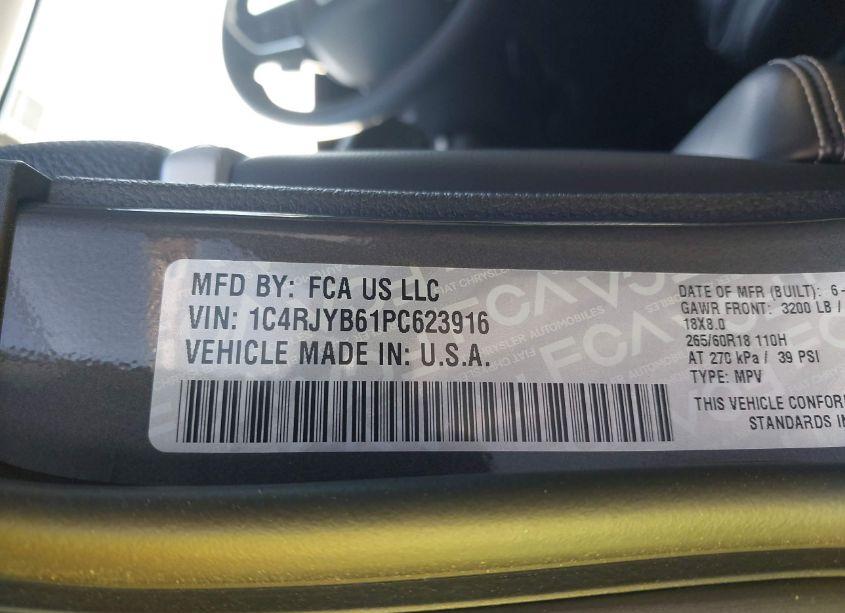 MFD BY: FCA US LLC
VIN: 1C4RJYB61PC623916
VEHICLE MADE IN: U.S.A.
DATE OF MFR (BUILT): 6-
GAWR FRONT: 3200 LB /
18X8.0
265/60R18 110H
AT 270 kPa / 39 PSI
TYPE: MPV
THIS VEHICLE CONFOR
STANDARDS IN